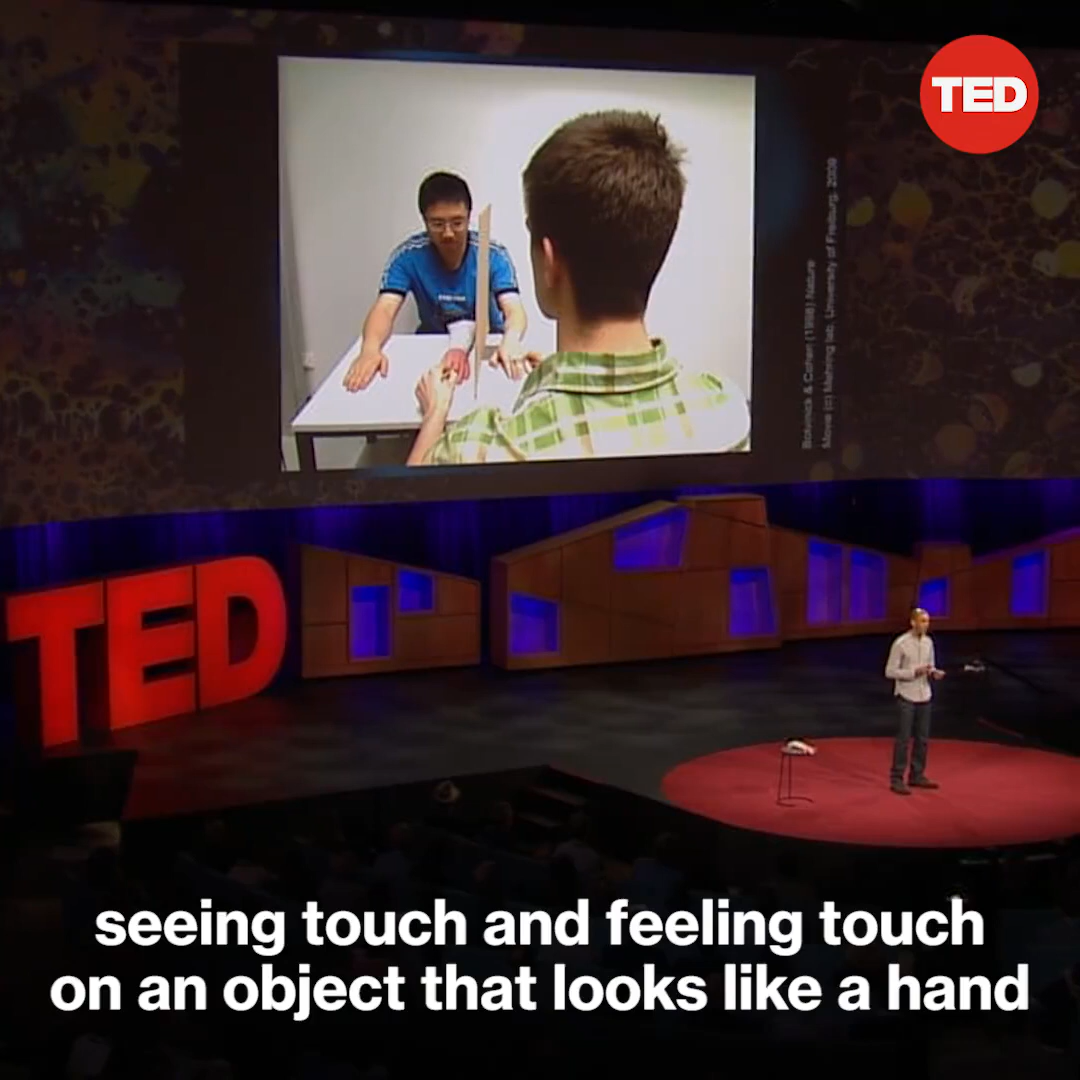 TED
Botvinick & Cohen (1998) Nature
Movie (c) Mehring lab, University of Freiburg, 2009
TED
seeing touch and feeling touch
on an object that looks like a hand